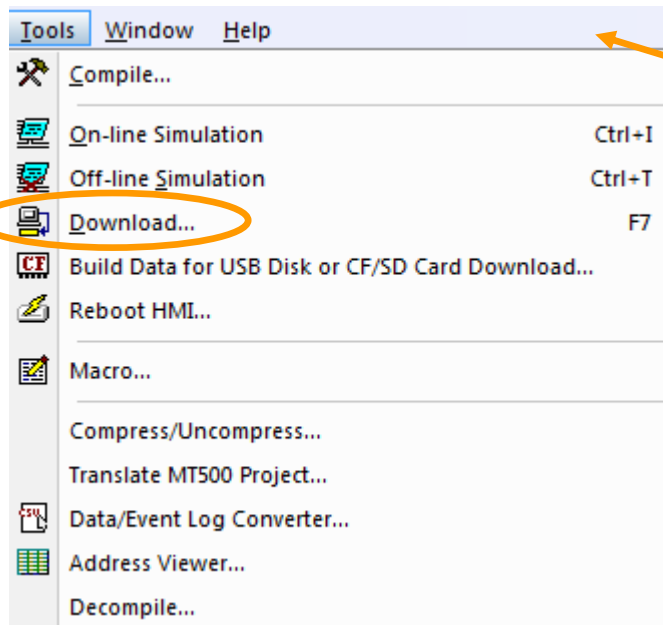 Tools Window Help
Compile...
On-line Simulation Ctrl+I
Off-line Simulation Ctrl+T
Download... F7
CF Build Data for USB Disk or CF/SD Card Download...
Reboot HMI...
Macro...
Compress/Uncompress...
Translate MT500 Project...
csv Data/Event Log Converter...
Address Viewer...
Decompile...